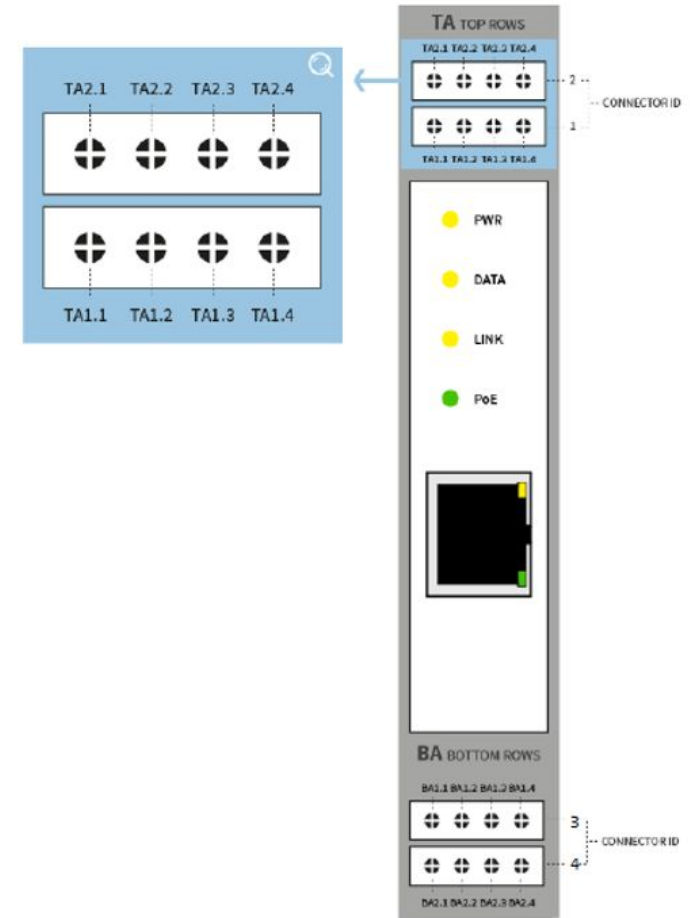 TA TOP ROWS
TA2.1 TA2.2 TA2.3 TA2.4
2
CONNECTOR ID
1
TA1.1 TA1.2 TA1.3 TA1.4
TA2.1 TA2.2 TA2.3 TA2.4
TA1.1 TA1.2 TA1.3 TA1.4
PWR
DATA
LINK
PoE
BA BOTTOM ROWS
BA1.1 BA1.2 BA1.3 BA1.4
3
CONNECTOR ID
4
BA2.1 BA2.2 BA2.3 BA2.4